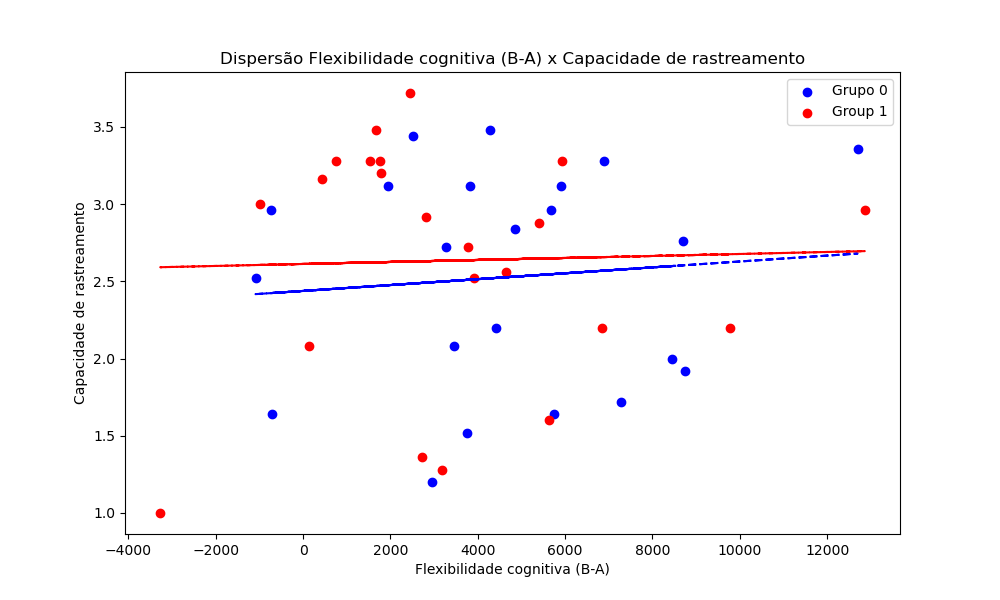 Dispersão Flexibilidade cognitiva (B-A) x Capacidade de rastreamento
Grupo 0
Group 1
Capacidade de rastreamento
3.5
3.0
2.5
2.0
1.5
1.0
−4000 −2000 0 2000 4000 6000 8000 10000 12000
Flexibilidade cognitiva (B-A)